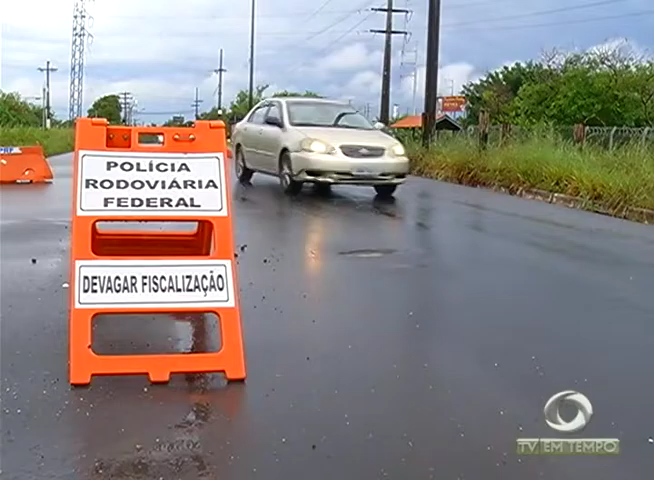 POLÍCIA
RODOVIÁRIA
FEDERAL
DEVAGAR FISCALIZAÇÃO
TV EM TEMPO